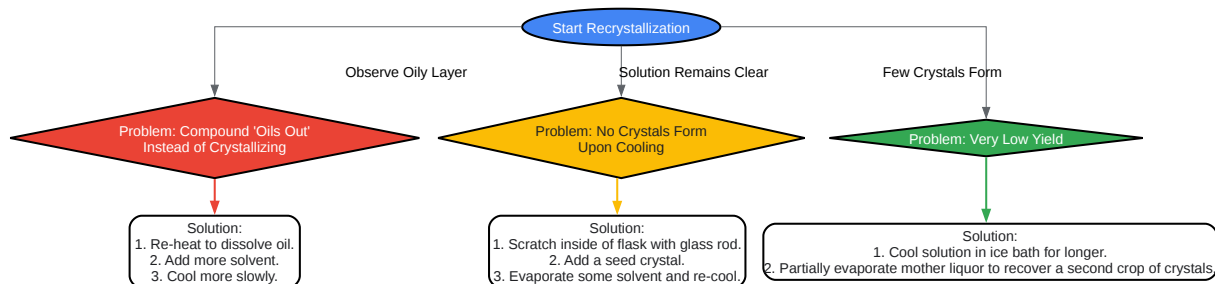 Start Recrystallization
Observe Oily Layer
Solution Remains Clear
Few Crystals Form
Problem: Compound 'Oils Out'
Instead of Crystallizing
Problem: No Crystals Form
Upon Cooling
Problem: Very Low Yield
Solution:
1. Re-heat to dissolve oil.
2. Add more solvent.
3. Cool more slowly.
Solution:
1. Scratch inside of flask with glass rod.
2. Add a seed crystal.
3. Evaporate some solvent and re-cool.
Solution:
1. Cool solution in ice bath for longer.
2. Partially evaporate mother liquor to recover a second crop of crystals.